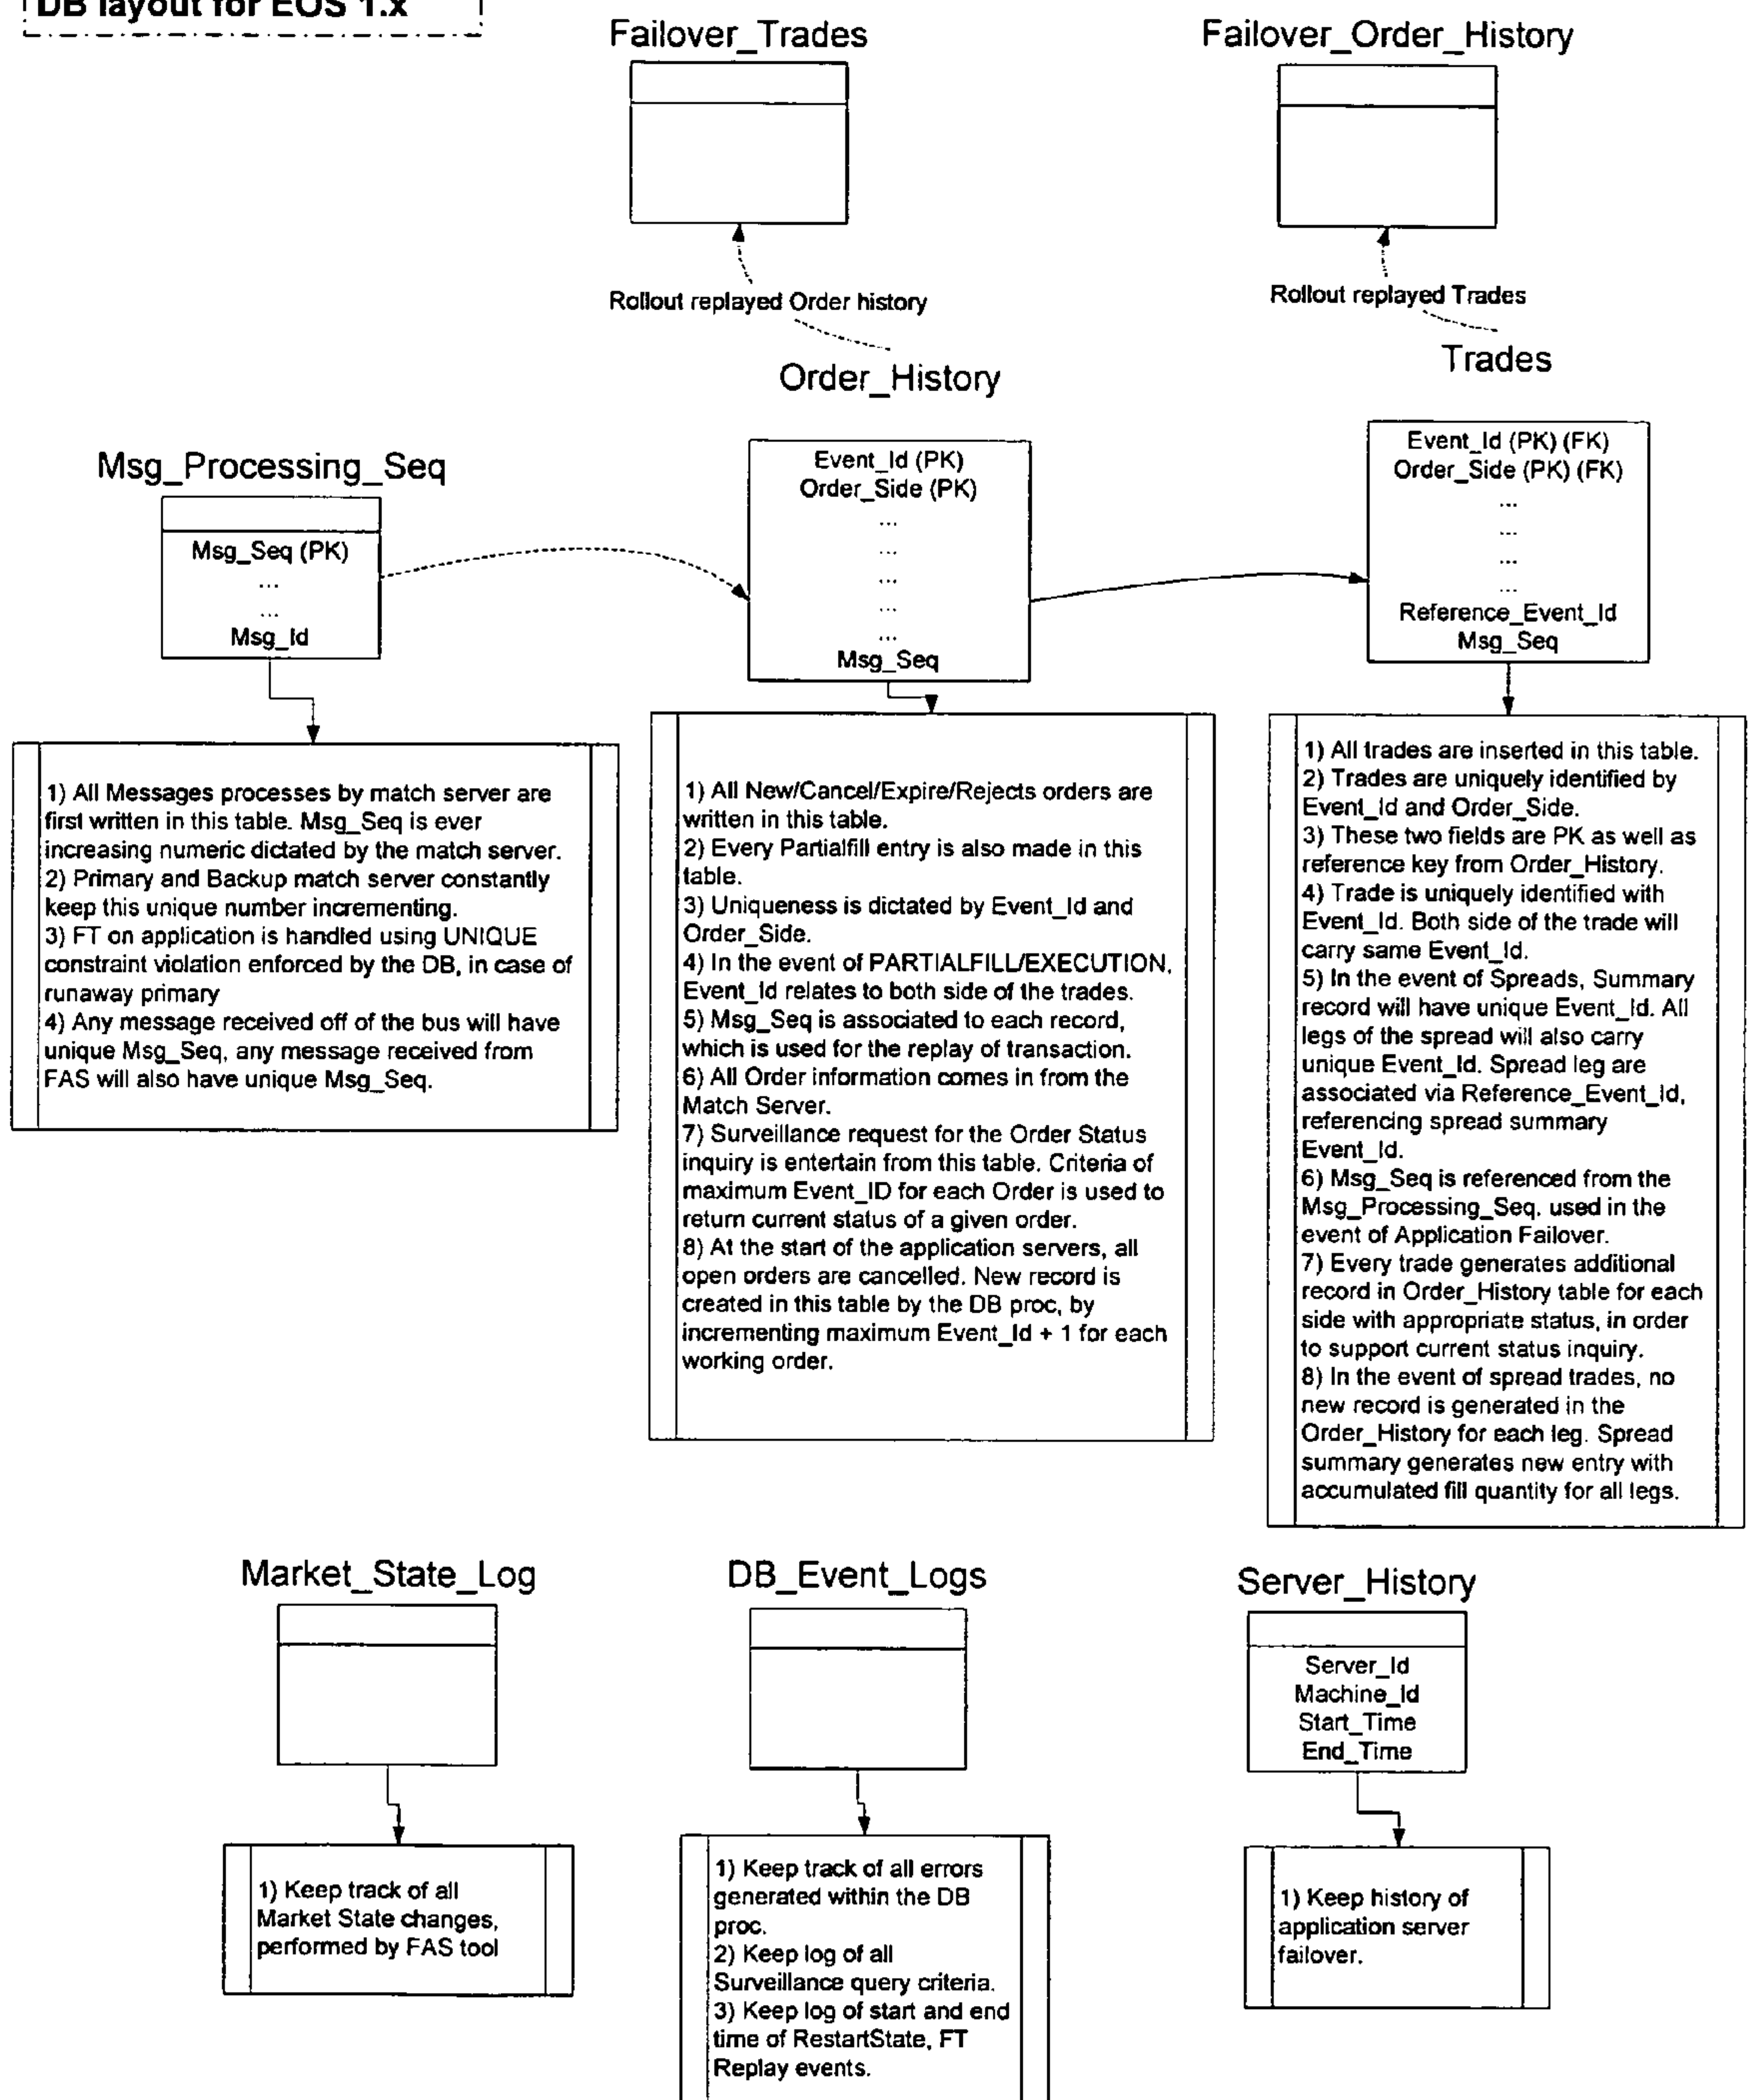 DB layout for EOS 1.x
Failover_Trades
Failover_Order_History
Rollout replayed Order history
Rollout replayed Trades
Order_History
Trades
Msg_Processing_Seq
Msg_Seq (PK)
...
...
Msg_Id
Event_Id (PK)
Order_Side (PK)
...
...
...
...
...
Msg_Seq
Event_Id (PK) (FK)
Order_Side (PK) (FK)
...
...
...
...
Reference_Event_Id
Msg_Seq
1) All Messages processes by match server are
first written in this table. Msg_Seq is ever
increasing numeric dictated by the match server.
2) Primary and Backup match server constantly
keep this unique number incrementing.
3) FT on application is handled using UNIQUE
constraint violation enforced by the DB, in case of
runaway primary
4) Any message received off of the bus will have
unique Msg_Seq, any message received from
FAS will also have unique Msg_Seq.
1) All New/Cancel/Expire/Rejects orders are
written in this table.
2) Every Partialfill entry is also made in this
table.
3) Uniqueness is dictated by Event_Id and
Order_Side.
4) In the event of PARTIALFILL/EXECUTION,
Event_Id relates to both side of the trades.
5) Msg_Seq is associated to each record,
which is used for the replay of transaction.
6) All Order information comes in from the
Match Server.
7) Surveillance request for the Order Status
inquiry is entertain from this table. Criteria of
maximum Event_ID for each Order is used to
return current status of a given order.
8) At the start of the application servers, all
open orders are cancelled. New record is
created in this table by the DB proc, by
incrementing maximum Event_Id + 1 for each
working order.
1) All trades are inserted in this table.
2) Trades are uniquely identified by
Event_Id and Order_Side.
3) These two fields are PK as well as
reference key from Order_History.
4) Trade is uniquely identified with
Event_Id. Both side of the trade will
carry same Event_Id.
5) In the event of Spreads, Summary
record will have unique Event_Id. All
legs of the spread will also carry
unique Event_Id. Spread leg are
associated via Reference_Event_Id,
referencing spread summary
Event_Id.
6) Msg_Seq is referenced from the
Msg_Processing_Seq. used in the
event of Application Failover.
7) Every trade generates additional
record in Order_History table for each
side with appropriate status, in order
to support current status inquiry.
8) In the event of spread trades, no
new record is generated in the
Order_History for each leg. Spread
summary generates new entry with
accumulated fill quantity for all legs.
Market_State_Log
DB_Event_Logs
Server_History
Server_Id
Machine_Id
Start_Time
End_Time
1) Keep track of all
Market State changes,
performed by FAS tool
1) Keep track of all errors
generated within the DB
proc.
2) Keep log of all
Surveillance query criteria.
3) Keep log of start and end
time of RestartState, FT
Replay events.
1) Keep history of
application server
failover.